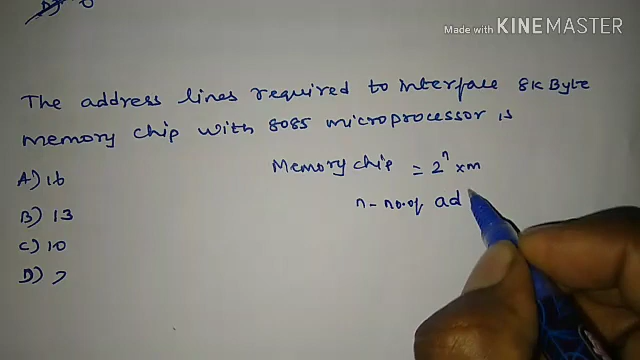 Made with KINEMASTER
The address lines required to interface 8K Byte
memory chip with 8085 microprocessor is
A) 16
Memory chip = 2ⁿ × m
n - no. of ad
B) 13
C) 10
D) 7